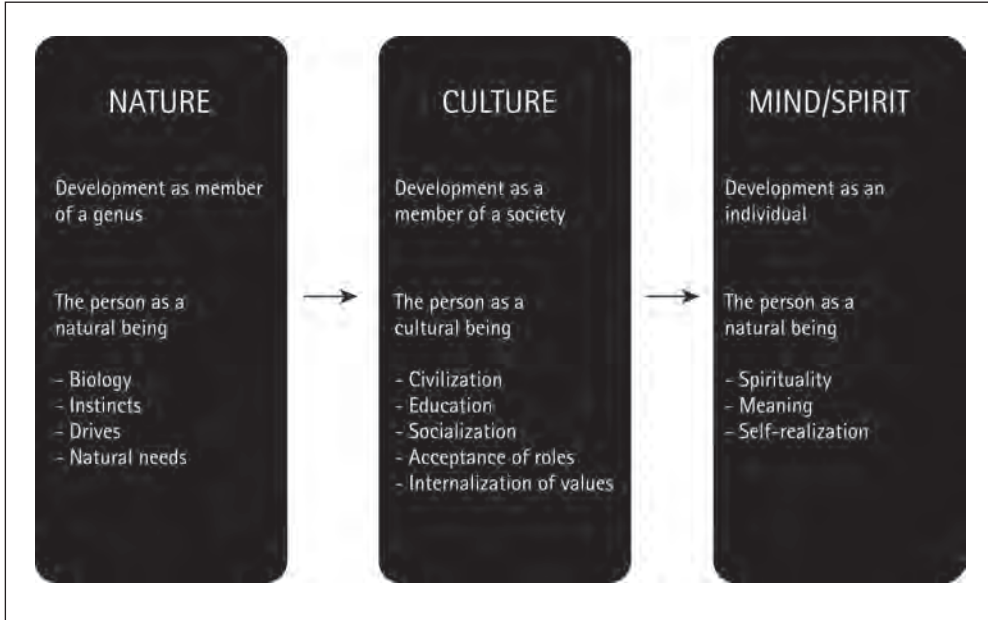 NATURE
Development as member
of a genus
The person as a
natural being
- Biology
- Instincts
- Drives
- Natural needs
CULTURE
Development as a
member of a society
The person as a
cultural being
- Civilization
- Education
- Socialization
- Acceptance of roles
- Internalization of values
MIND/SPIRIT
Development as an
individual
The person as a
natural being
- Spirituality
- Meaning
- Self-realization